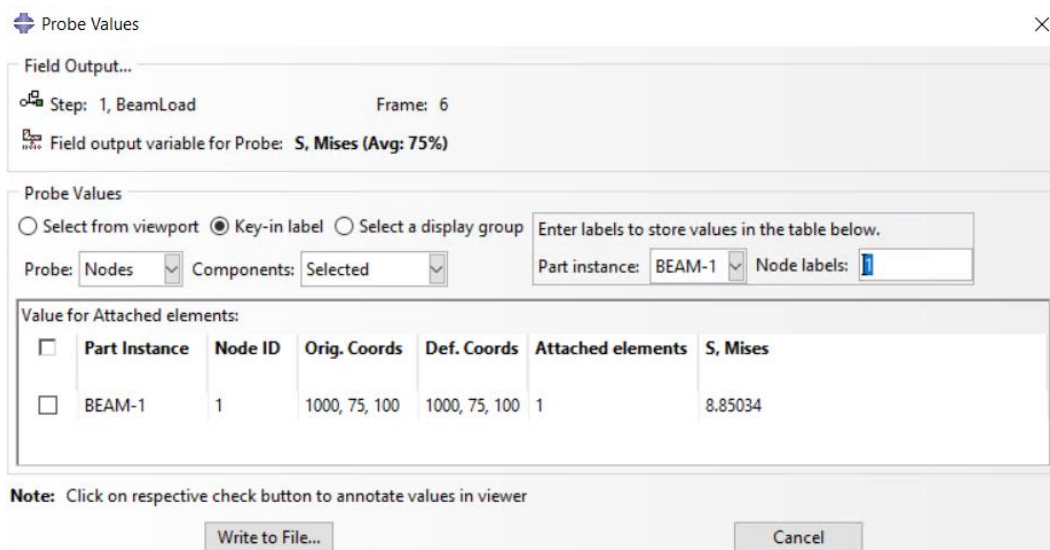 Probe Values
Field Output...
Step: 1, BeamLoad Frame: 6
Field output variable for Probe: S, Mises (Avg: 75%)
Probe Values
Select from viewport Key-in label Select a display group
Enter labels to store values in the table below.
Probe: Nodes Components: Selected
Part instance: BEAM-1 Node labels: 1
Value for Attached elements:
Part Instance Node ID Orig. Coords Def. Coords Attached elements S, Mises
BEAM-1 1 1000, 75, 100 1000, 75, 100 1 8.85034
Note: Click on respective check button to annotate values in viewer
Write to File... Cancel